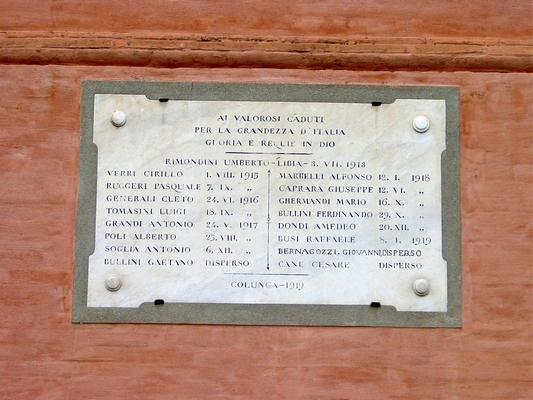 AI VALOROSI CADUTI
PER LA GRANDEZZA D'ITALIA
GLORIA E REQUIE IN DIO
RIMONDINI UMBERTO-LIBIA-3. VII. 1913
VERRI CIRILLO 1. VIII. 1915
RUGGERI PASQUALE 7. IX. „
GENERALI CLETO 24. VI. 1916
TOMASINI LUIGI 18. IX. „
GRANDI ANTONIO 24. V. 1917
POLI ALBERTO 25. VIII. „
SOGLIA ANTONIO 6. XII. „
BULLINI GAETANO DISPERSO
MARBELLI ALFONSO 12. I. 1918
CAPRARA GIUSEPPE 12. VI. „
GHERMANDI MARIO 16. X. „
BULLINI FERDINANDO 29. X. „
DONDI AMEDEO 20. XII. „
BUSI RAFFAELE 8. I. 1919
BERNAGOZZI GIOVANNI, DISPERSO
CANE CESARE DISPERSO
COLUNGA-1919